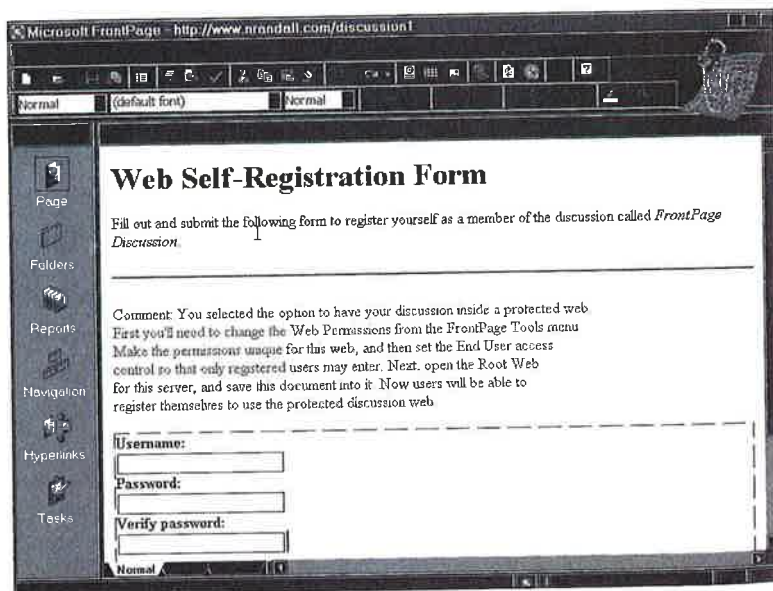 Microsoft FrontPage - http://www.nrandall.com/discussion1
Normal
(default font)
Normal
Page
Folders
Reports
Navigation
Hyperlinks
Tasks
Web Self-Registration Form
Fill out and submit the following form to register yourself as a member of the discussion called FrontPage
Discussion.
Comment: You selected the option to have your discussion inside a protected web
First you'll need to change the Web Permissions from the FrontPage Tools menu
Make the permissions unique for this web, and then set the End User access
control so that only registered users may enter. Next, open the Root Web
for this server, and save this document into it. Now users will be able to
register themselves to use the protected discussion web
Username:
Password:
Verify password:
Normal